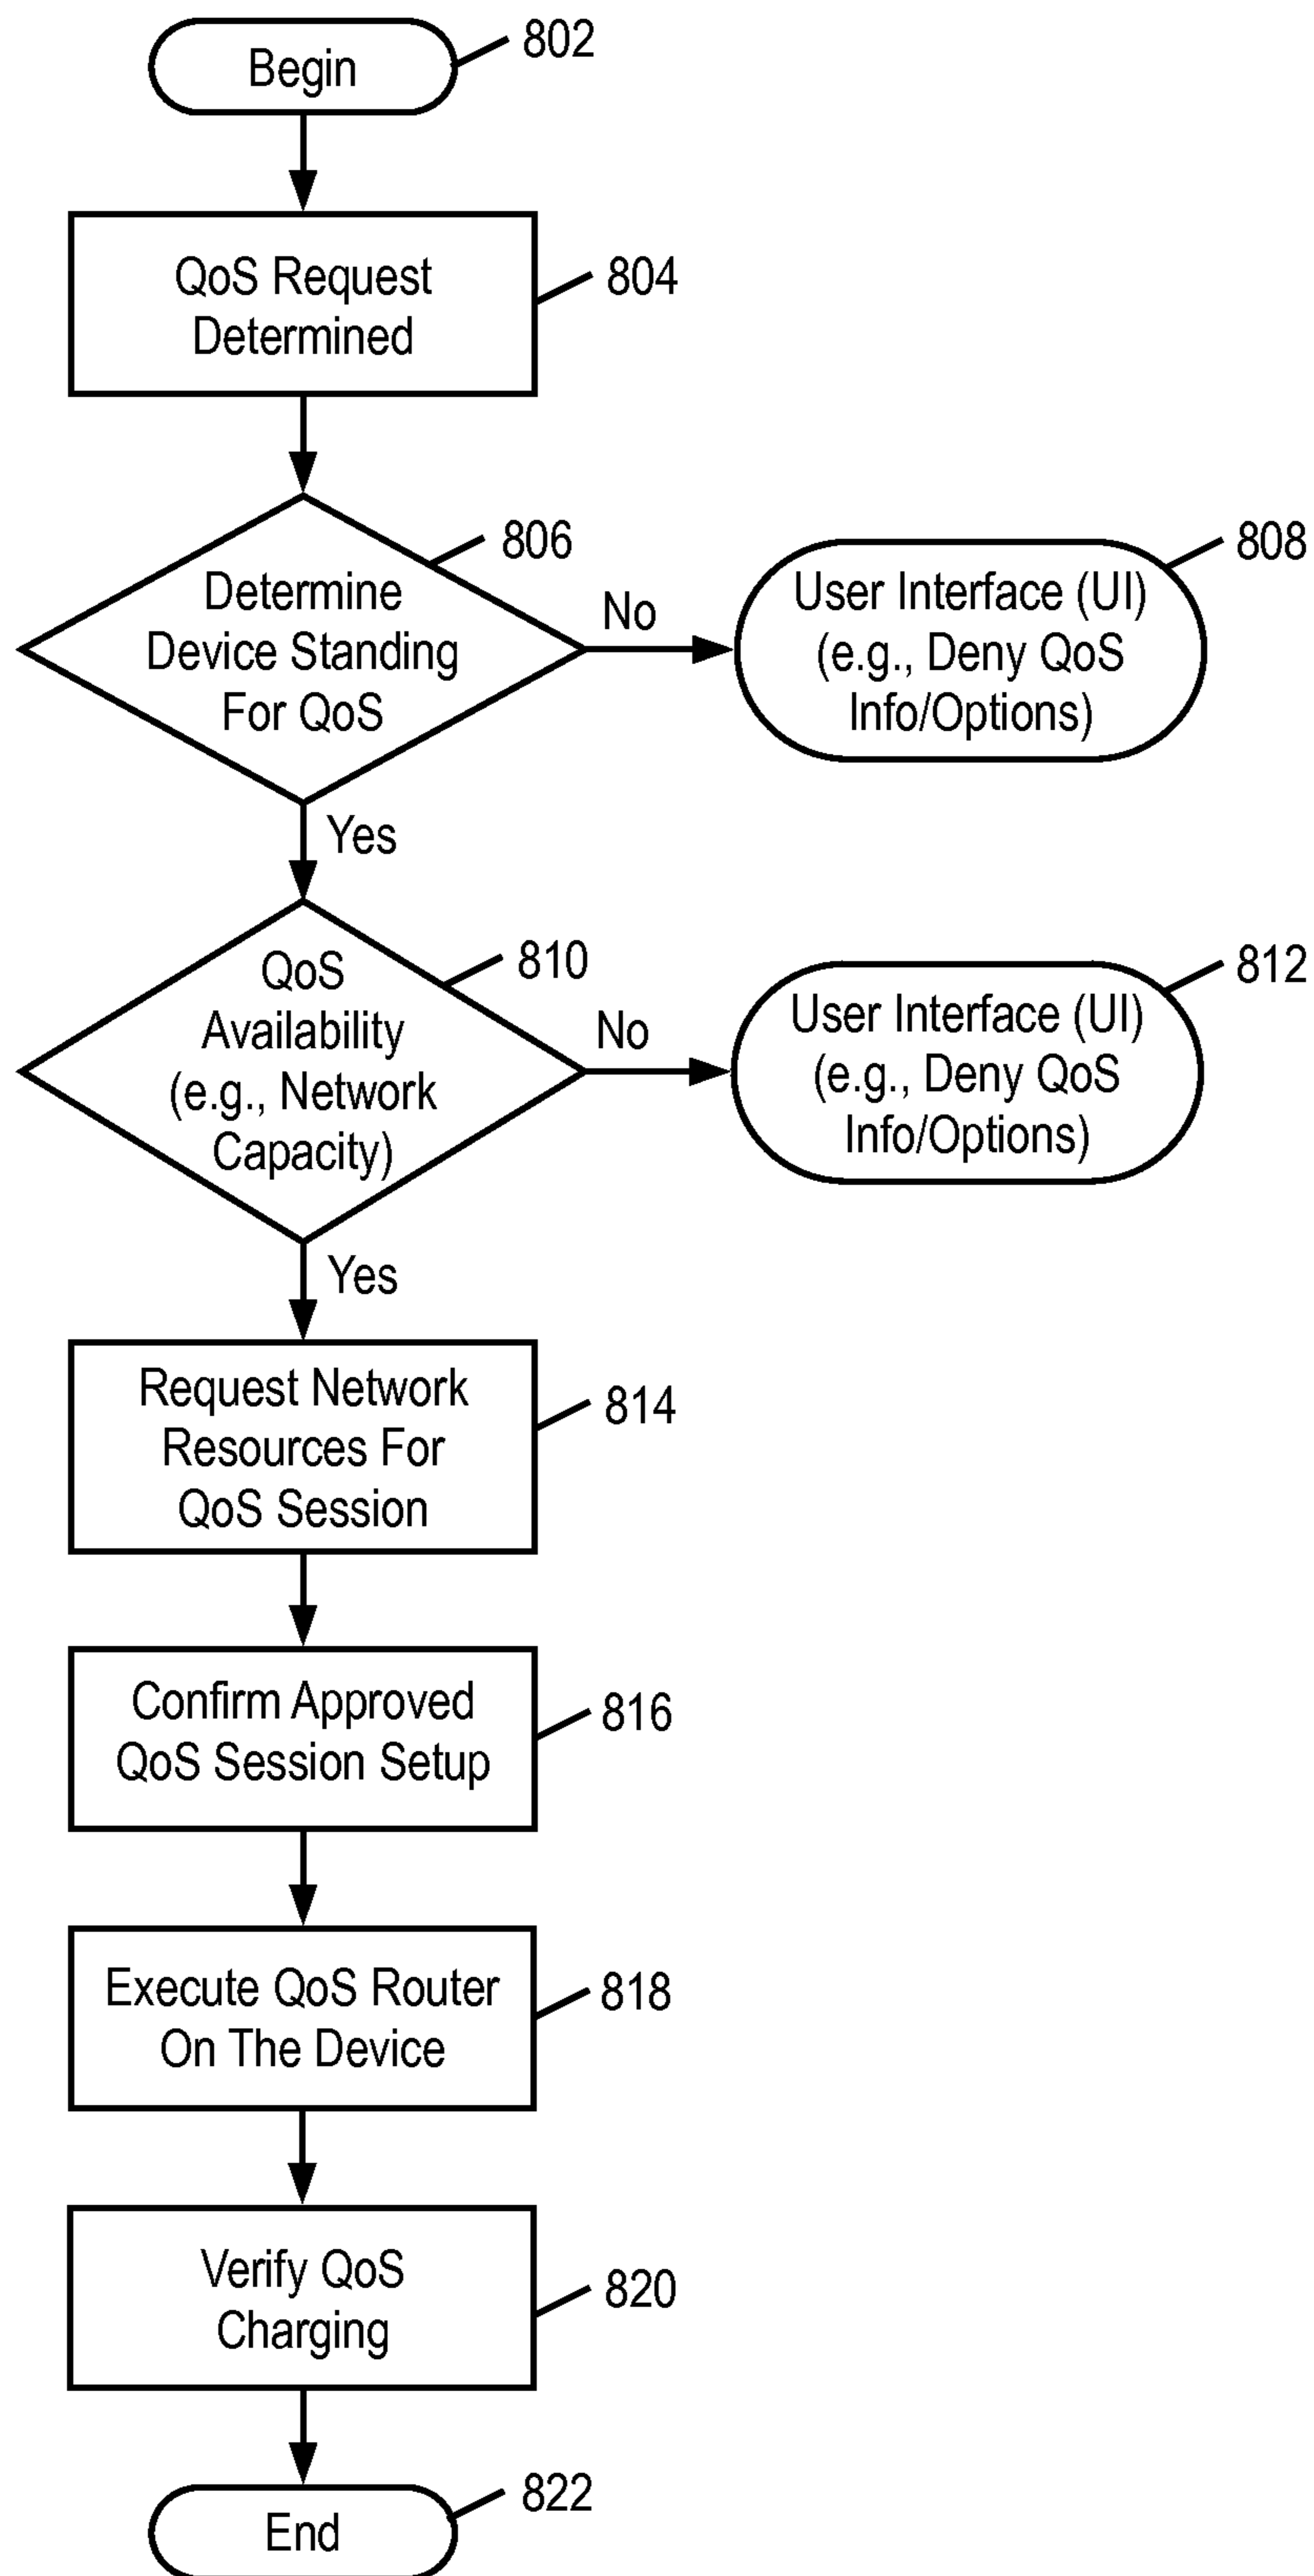 Begin
802
QoS Request
Determined
804
Determine
Device Standing
For QoS
806
No
User Interface (UI)
(e.g., Deny QoS
Info/Options)
808
Yes
QoS
Availability
(e.g., Network
Capacity)
810
No
User Interface (UI)
(e.g., Deny QoS
Info/Options)
812
Yes
Request Network
Resources For
QoS Session
814
Confirm Approved
QoS Session Setup
816
Execute QoS Router
On The Device
818
Verify QoS
Charging
820
End
822